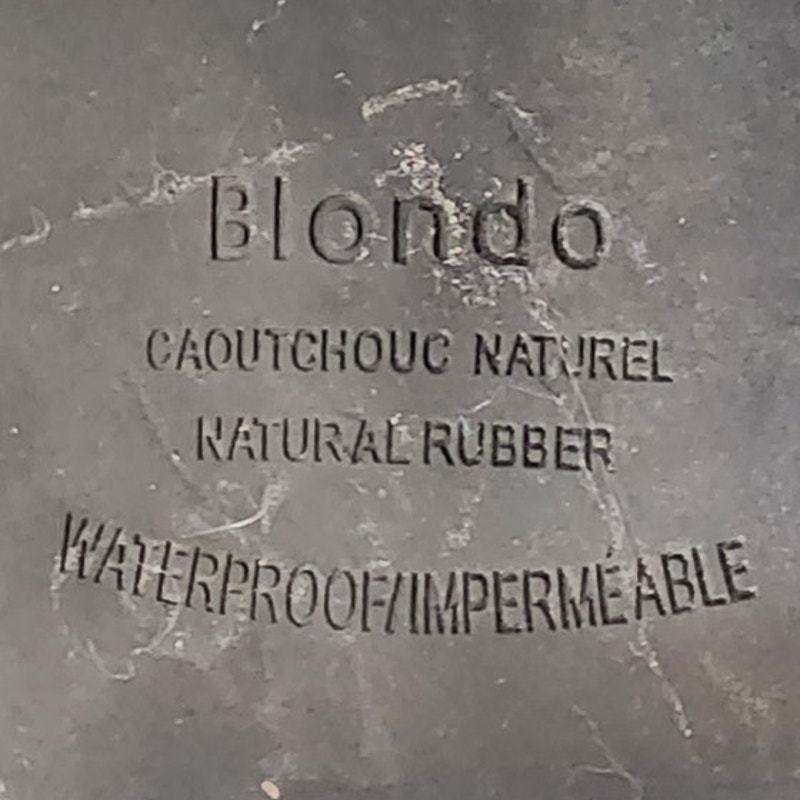 Blondo
CAOUTCHOUC NATUREL
NATURAL RUBBER
WATERPROOF/IMPERMÉABLE